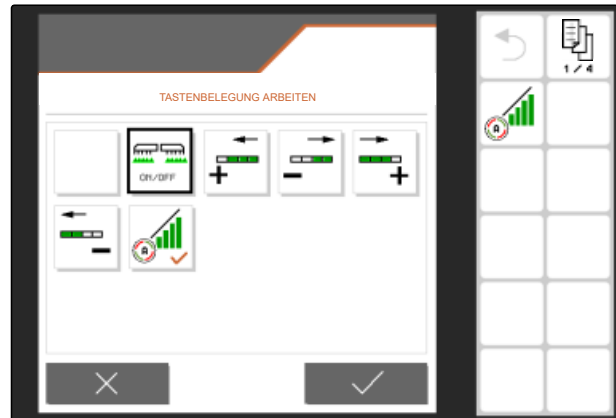 1 / 4
TASTENBELEGUNG ARBEITEN
A
ON/OFF
+
-
+
-
A